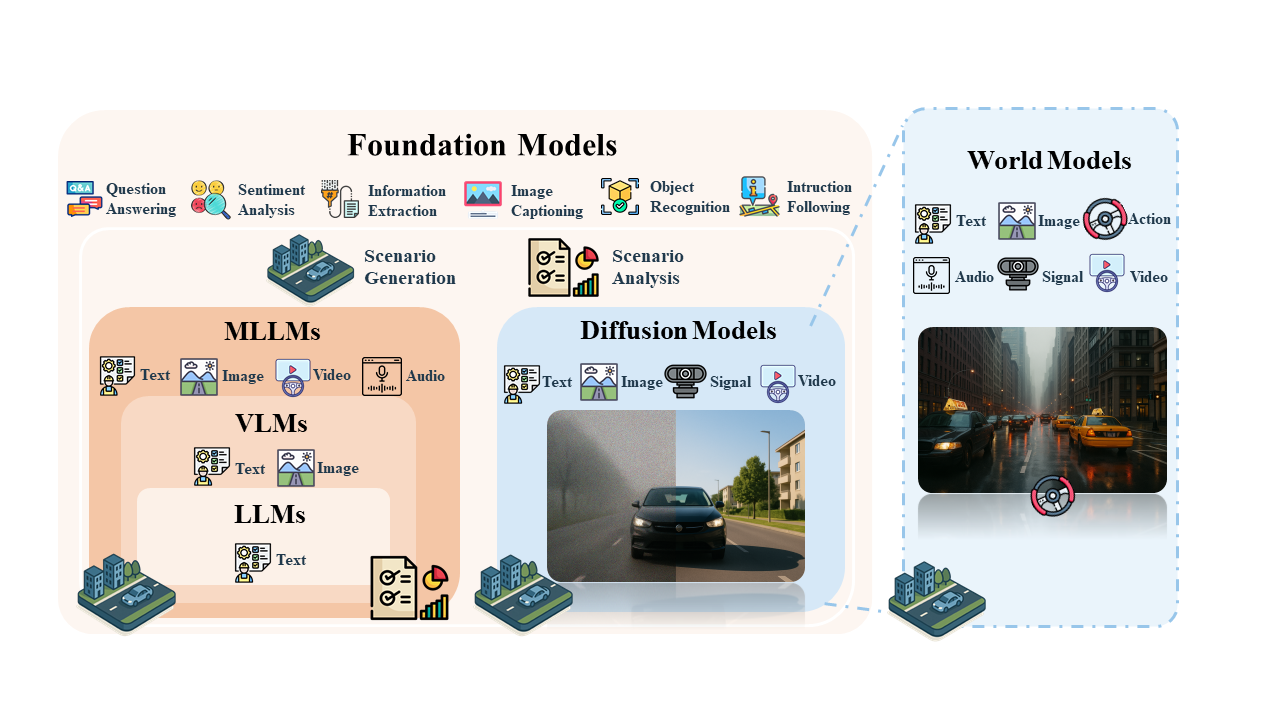 Foundation Models
Q&A
Question
Answering
Sentiment
Analysis
#
Information
Extraction
Image
Captioning
Object
Recognition
Intruction
Following
Scenario
Generation
Scenario
Analysis
MLLMs
Text
Image
Video
Audio
VLMs
Text
Image
LLMs
Text
Diffusion Models
Text
Image
Signal
Video
World Models
Text
Image
Action
Audio
Signal
Video